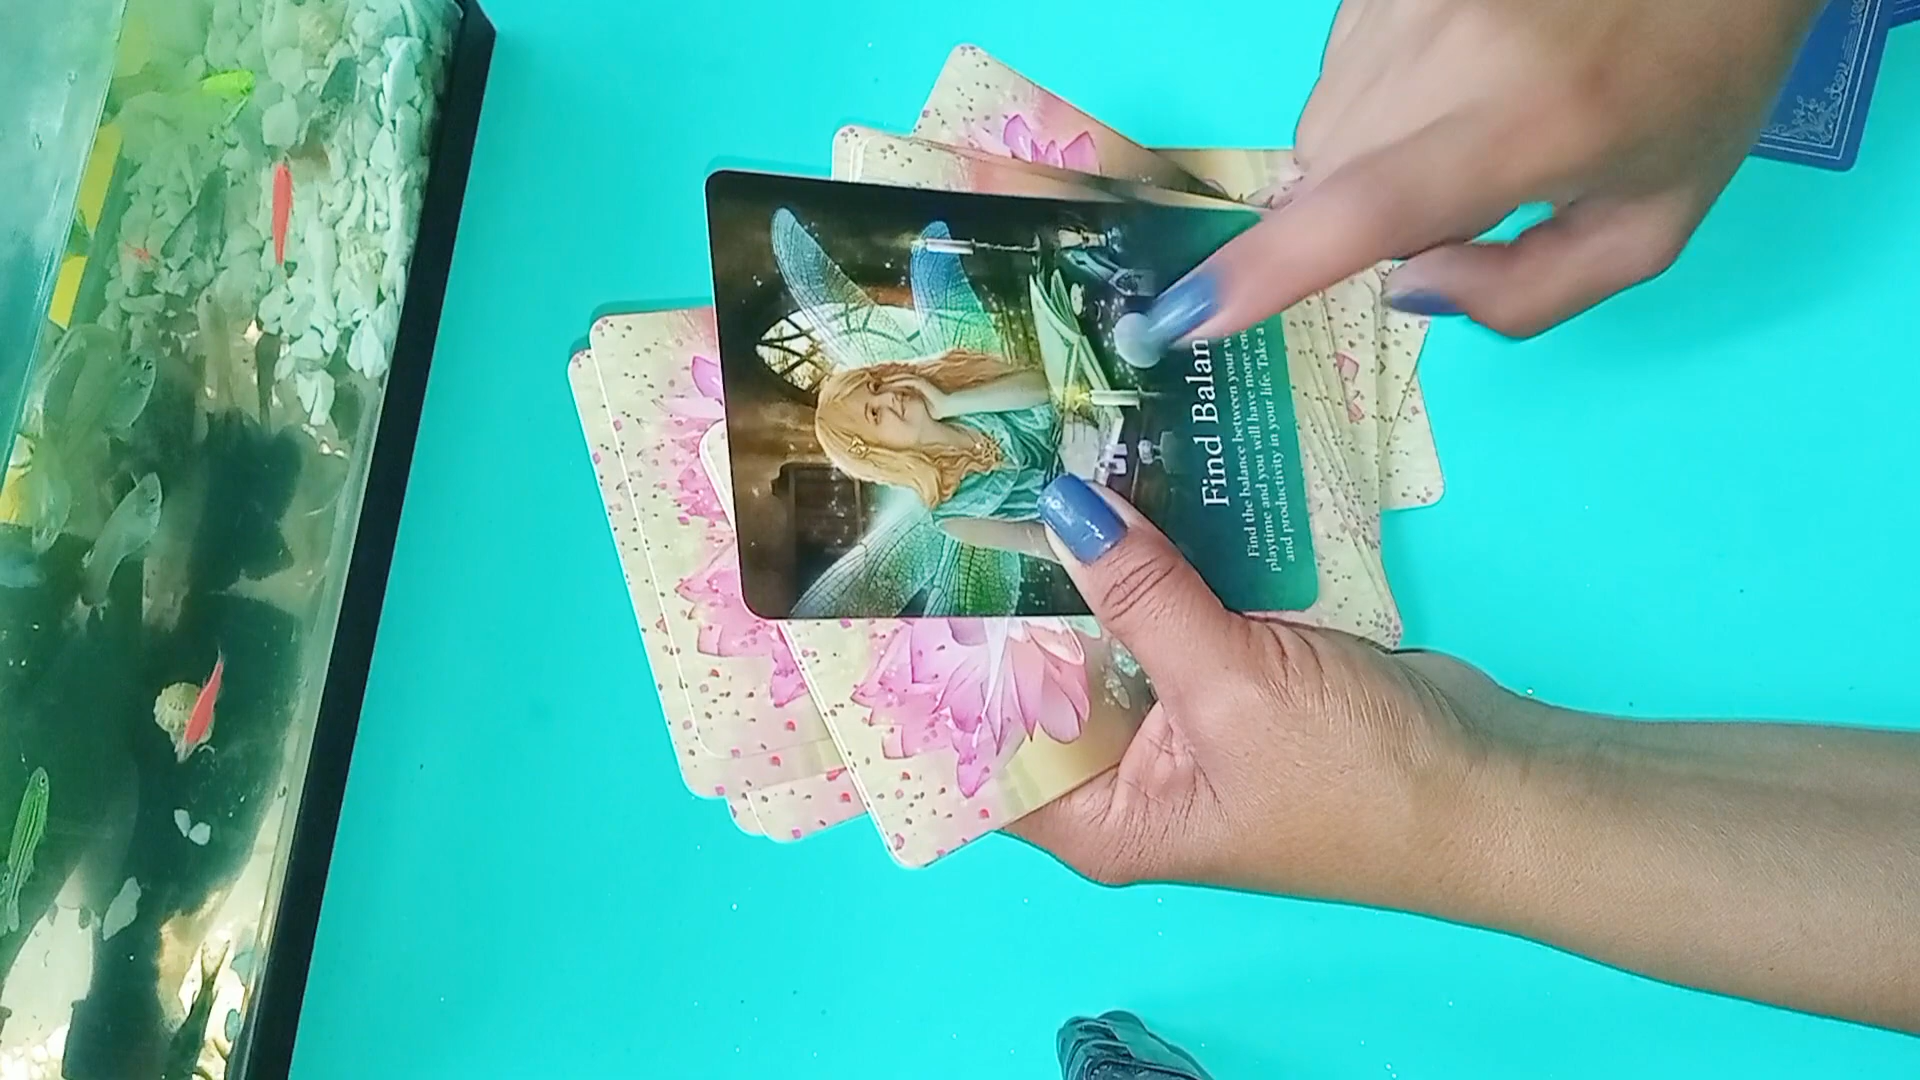 Find Balan
Find the balance between your w
playtime and you will have more en
and productivity in your life. Take a